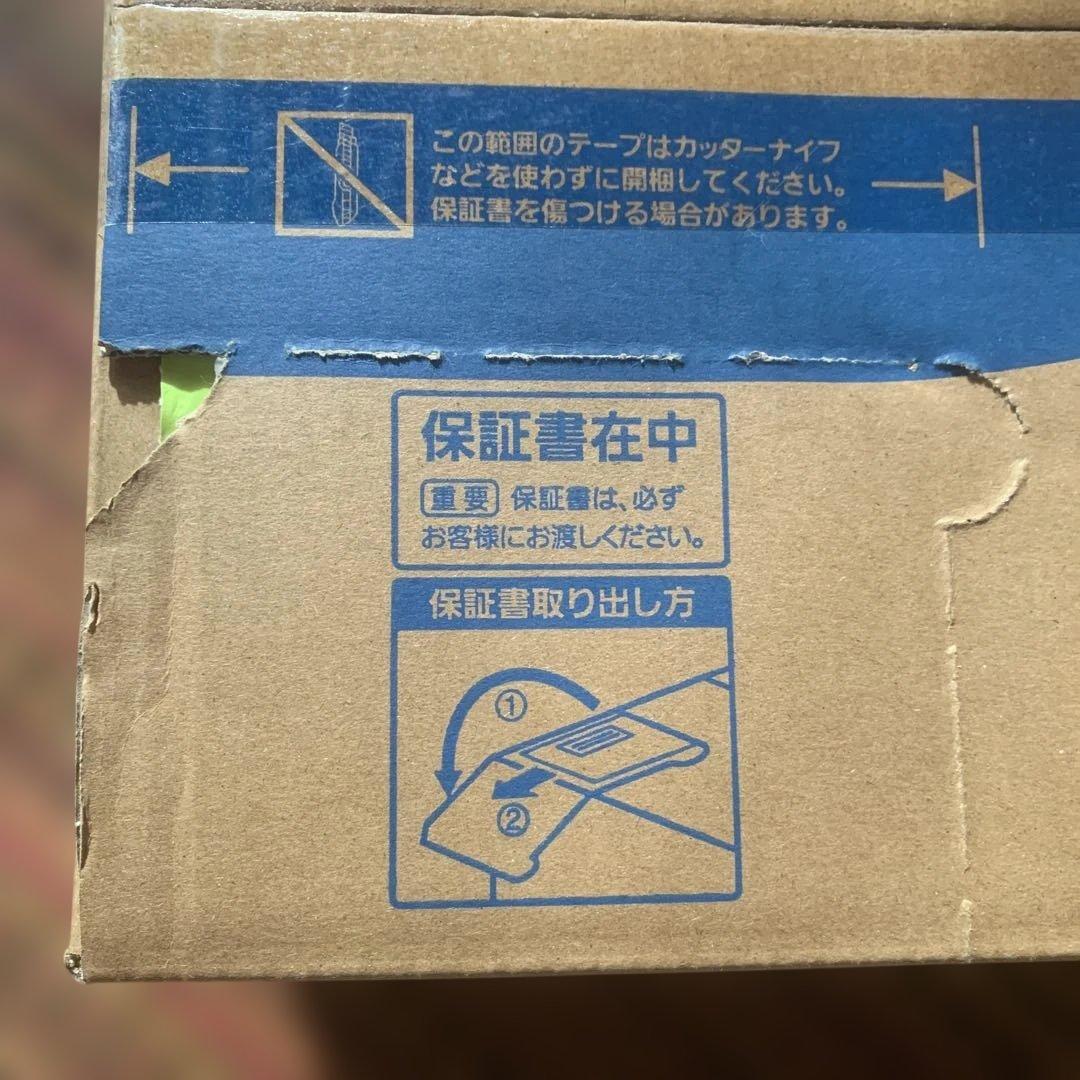 この範囲のテープはカッターナイフ
などを使わずに開梱してください。
保証書を傷つける場合があります。
保証書在中
重要 保証書は、必ず
お客様にお渡しください。
保証書取り出し方
①
②